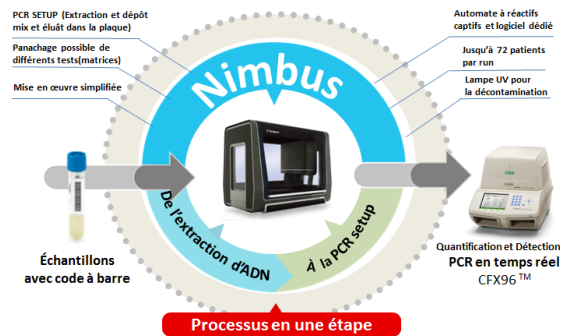 PCR SETUP (Extraction et dépôt
mix et éluât dans la plaque)
Panachage possible de
différents tests(matrices)
Mise en œuvre simplifiée
Automate à réactifs
captifs et logiciel dédié
Jusqu'à 72 patients
par run
Lampe UV pour
la décontamination
Nimbus
De l'extraction d'ADN
À la PCR setup
Échantillons
avec code à barre
Quantification et Détection
PCR en temps réel
CFX96 TM
Processus en une étape